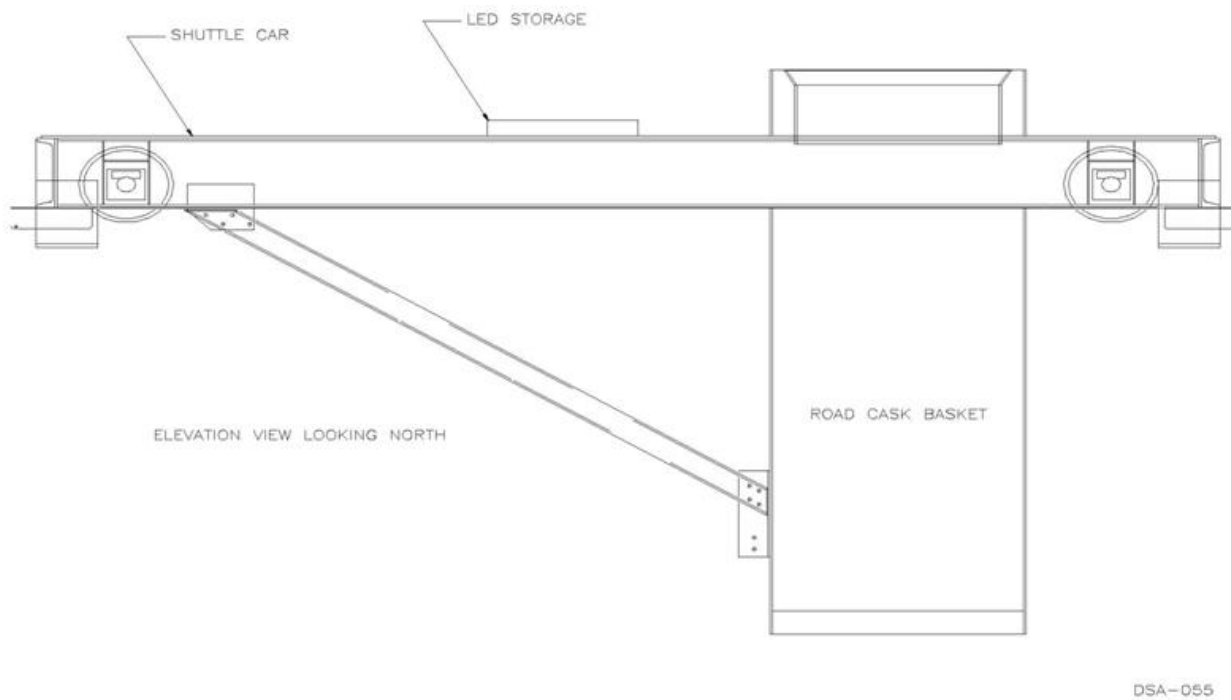 LED STORAGE
SHUTTLE CAR
ROAD CASK BASKET
ELEVATION VIEW LOOKING NORTH
DSA-055